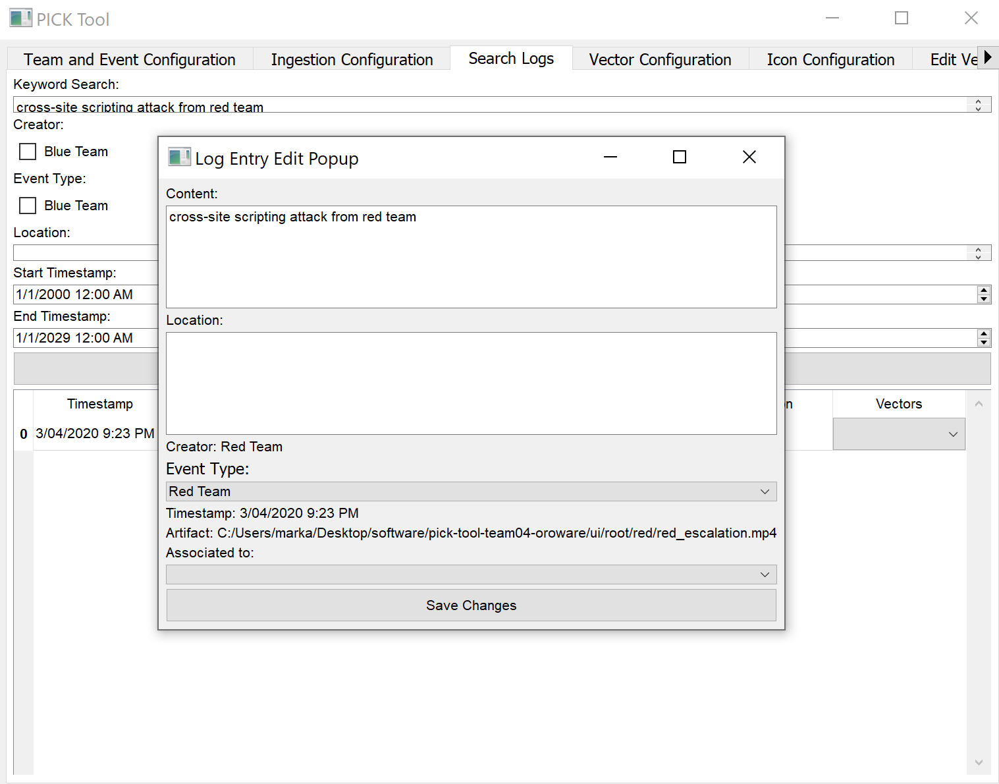 PICK Tool
Team and Event Configuration
Ingestion Configuration
Search Logs
Vector Configuration
Icon Configuration
Edit
Keyword Search:
cross-site scripting attack from red team
Creator:
Blue Team
Event Type:
Blue Team
Location:
Start Timestamp:
1/1/2000 12:00 AM
End Timestamp:
1/1/2029 12:00 AM
Timestamp
Vectors
0 3/04/2020 9:23 PM
Log Entry Edit Popup
Content:
cross-site scripting attack from red team
Location:
Creator: Red Team
Event Type:
Red Team
Timestamp: 3/04/2020 9:23 PM
Artifact: C:/Users/marka/Desktop/software/pick-tool-team04-oroware/ui/root/red/red_escalation.mp4
Associated to:
Save Changes